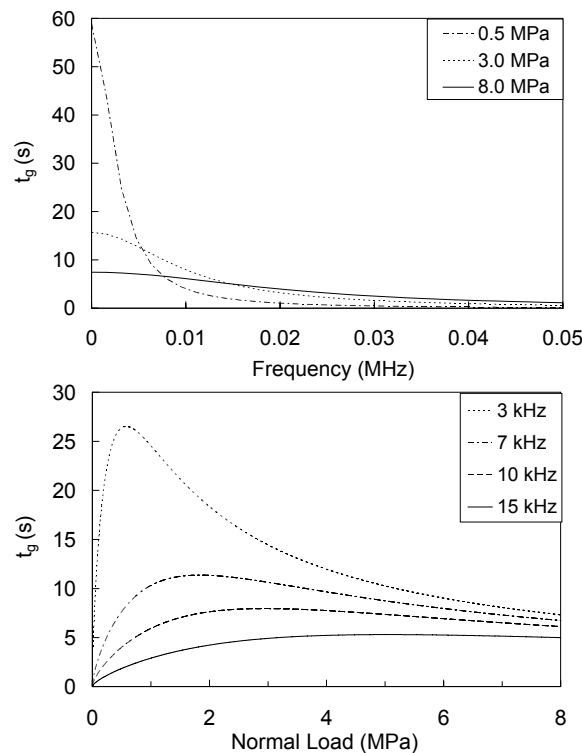 60
50
40
30
20
10
0
t_g (s)
0.5 MPa
3.0 MPa
8.0 MPa
0 0.01 0.02 0.03 0.04 0.05
Frequency (MHz)
30
25
20
15
10
5
0
t_g (s)
3 kHz
7 kHz
10 kHz
15 kHz
0 2 4 6 8
Normal Load (MPa)